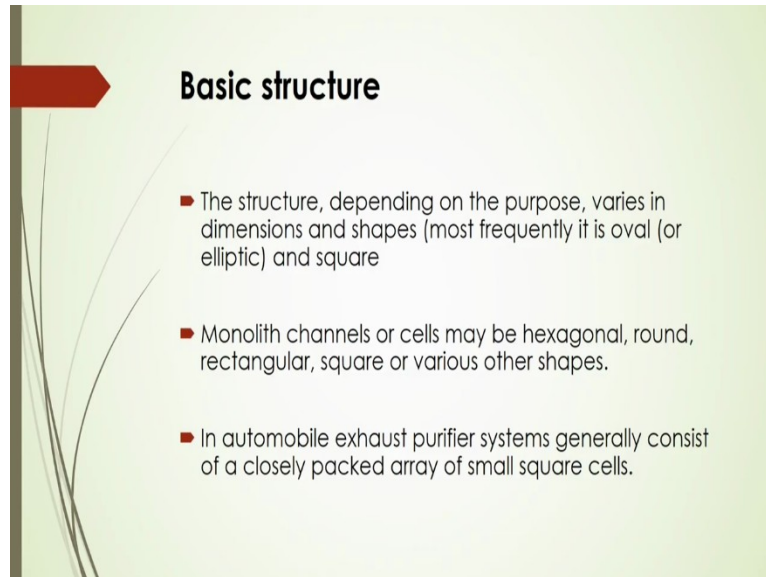 Basic structure
The structure, depending on the purpose, varies in
dimensions and shapes (most frequently it is oval (or
elliptic) and square
Monolith channels or cells may be hexagonal, round,
rectangular, square or various other shapes.
In automobile exhaust purifier systems generally consist
of a closely packed array of small square cells.